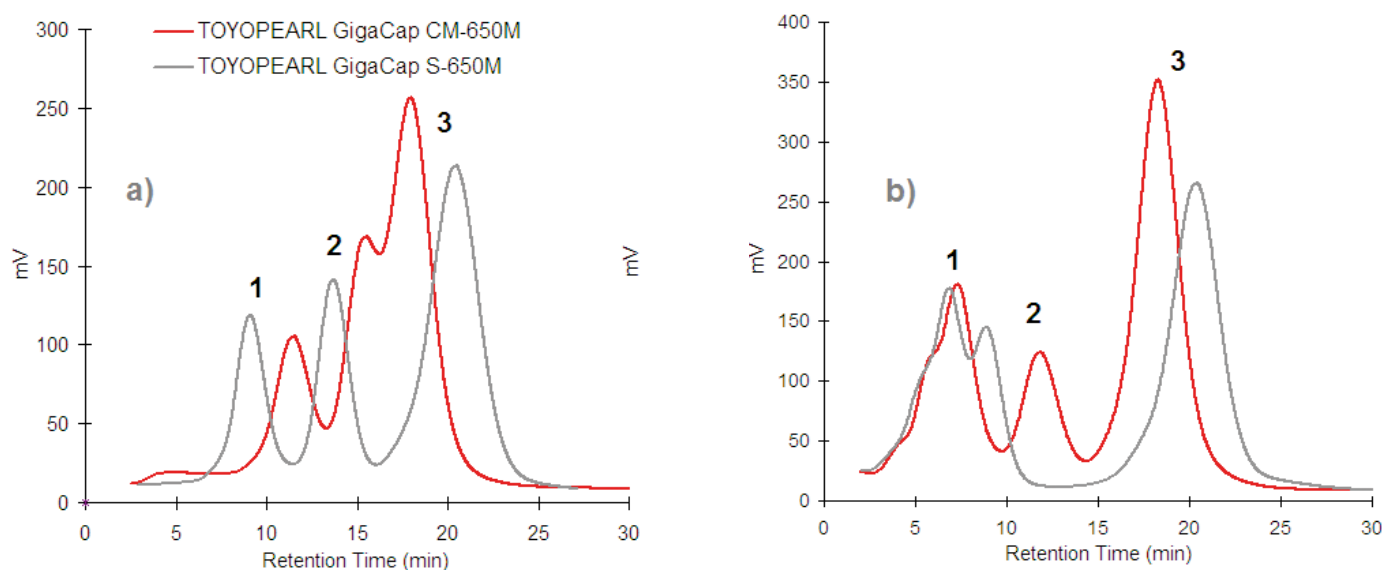 TOYOPEARL GigaCap CM-650M
TOYOPEARL GigaCap S-650M
300
250
200
150
100
50
0
mV
a)
1
2
3
0 5 10 15 20 25 30
Retention Time (min)
400
350
300
250
200
150
100
50
0
mV
b)
1
2
3
0 5 10 15 20 25 30
Retention Time (min)
mV